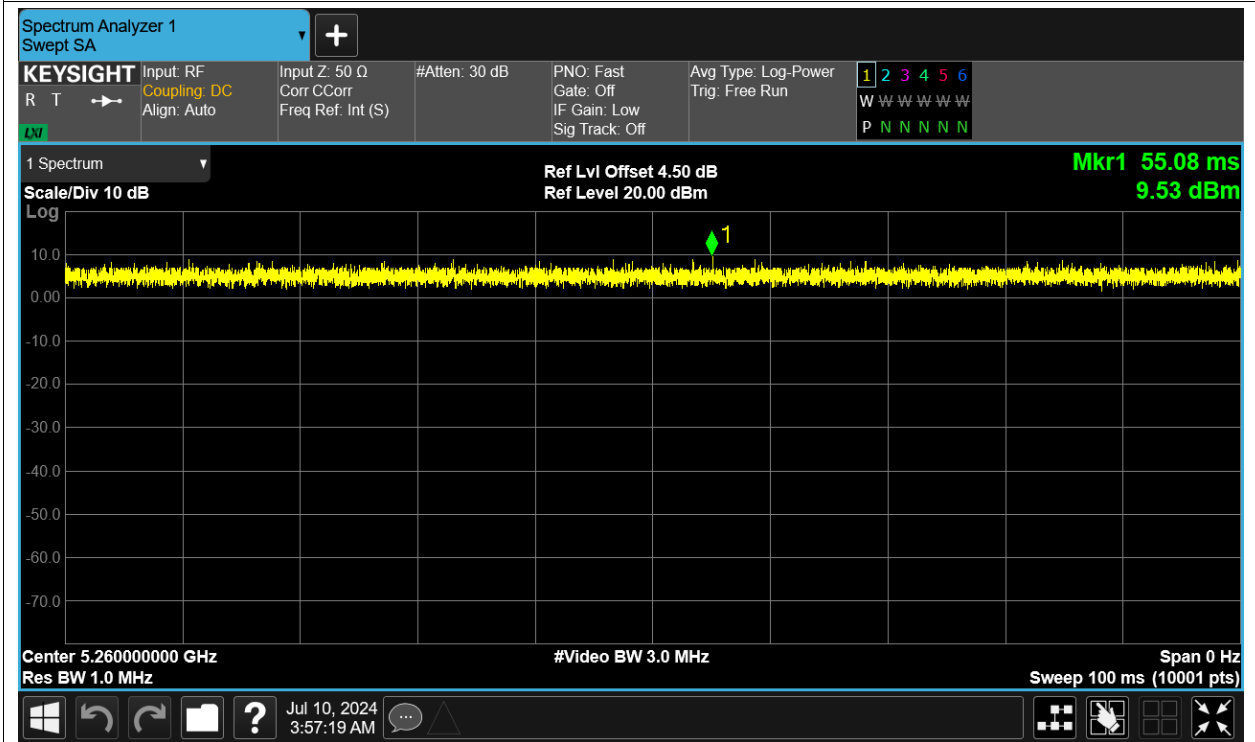 Spectrum Analyzer 1
Swept SA
+
KEYSIGHT Input: RF Input Z: 50 Ω #Atten: 30 dB PNO: Fast Avg Type: Log-Power 1 2 3 4 5 6
R T Coupling: DC Corr CCorr Gate: Off Trig: Free Run W W W W W W
Align: Auto Freq Ref: Int (S) IF Gain: Low
LXI Sig Track: Off P N N N N N
1 Spectrum Ref Lvl Offset 4.50 dB Mkr1 55.08 ms
Scale/Div 10 dB Ref Level 20.00 dBm 9.53 dBm
Log
1
10.0
0.00
-10.0
-20.0
-30.0
-40.0
-50.0
-60.0
-70.0
Center 5.260000000 GHz #Video BW 3.0 MHz Span 0 Hz
Res BW 1.0 MHz Sweep 100 ms (10001 pts)
? Jul 10, 2024
3:57:19 AM